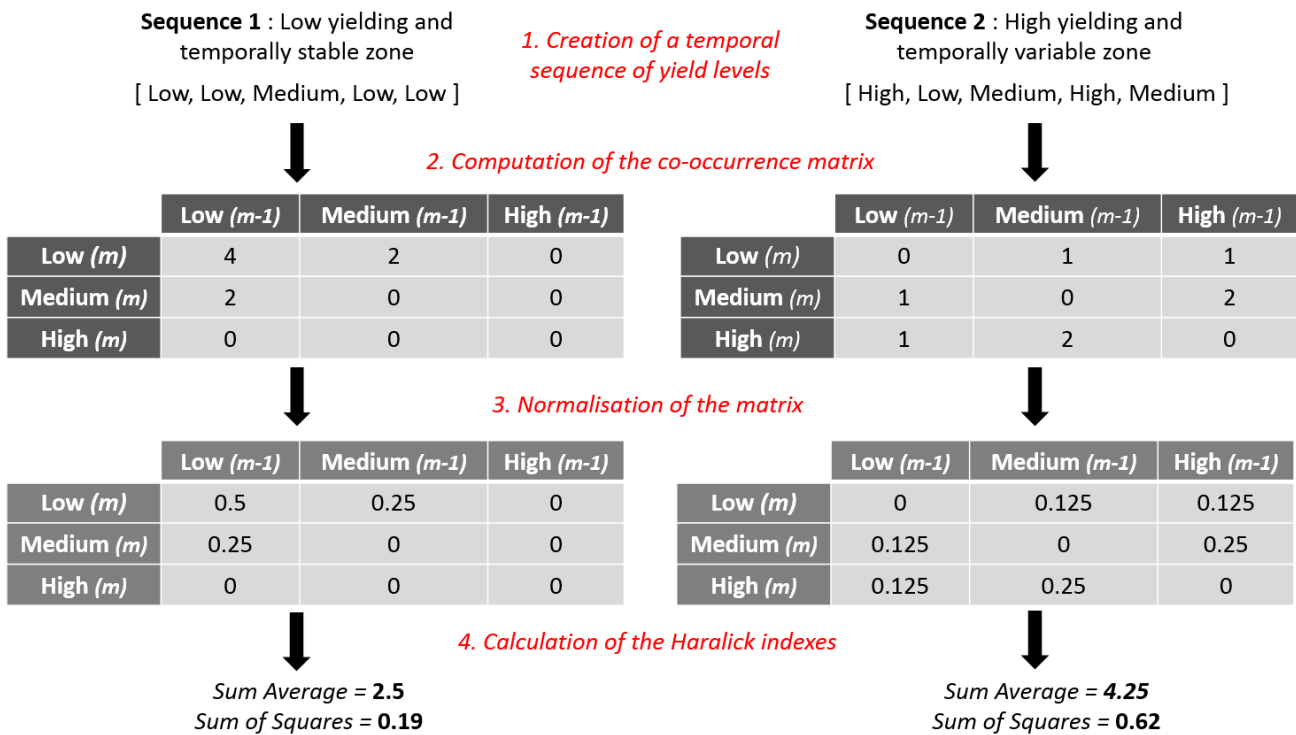 Sequence 1 : Low yielding and
temporally stable zone
[ Low, Low, Medium, Low, Low ]
1. Creation of a temporal
sequence of yield levels
Sequence 2 : High yielding and
temporally variable zone
[ High, Low, Medium, High, Medium ]
2. Computation of the co-occurrence matrix
Low (m-1) Medium (m-1) High (m-1)
Low (m) 4 2 0
Medium (m) 2 0 0
High (m) 0 0 0
Low (m-1) Medium (m-1) High (m-1)
Low (m) 0 1 1
Medium (m) 1 0 2
High (m) 1 2 0
3. Normalisation of the matrix
Low (m-1) Medium (m-1) High (m-1)
Low (m) 0.5 0.25 0
Medium (m) 0.25 0 0
High (m) 0 0 0
Low (m-1) Medium (m-1) High (m-1)
Low (m) 0 0.125 0.125
Medium (m) 0.125 0 0.25
High (m) 0.125 0.25 0
4. Calculation of the Haralick indexes
Sum Average = 2.5
Sum of Squares = 0.19
Sum Average = 4.25
Sum of Squares = 0.62